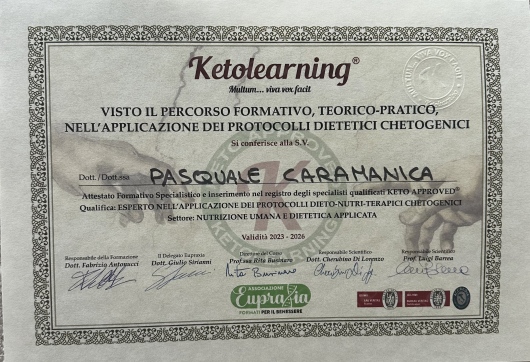 Ketolearning®
Multum... viva vox facit
VISTO IL PERCORSO FORMATIVO, TEORICO-PRATICO,
NELL'APPLICAZIONE DEI PROTOCOLLI DIETETICI CHETOGENICI
Si conferisce alla S.V.
Dott. / Dott.ssa PASQUALE CARAMANICA
Attestato Formativo Specialistico e inserimento nel registro degli specialisti qualificati KETO APPROVED®
Qualifica: ESPERTO NELL'APPLICAZIONE DEI PROTOCOLLI DIETO-NUTRI-TERAPICI CHETOGENICI
Settore: NUTRIZIONE UMANA E DIETETICA APPLICATA
Validità 2023 - 2026
Responsabile della Formazione Il Delegato Euprazia Direttore del Corso Responsabile Scientifico Responsabile Scientifico
Dott. Fabrizio Antonucci Dott. Giulio Sirianni Prof.ssa Rita Businaro Dott. Cherubino Di Lorenzo Prof. Luigi Barrea
Rita Businaro
ASSOCIAZIONE
Euprazia
FORMATI PER IL BENESSERE